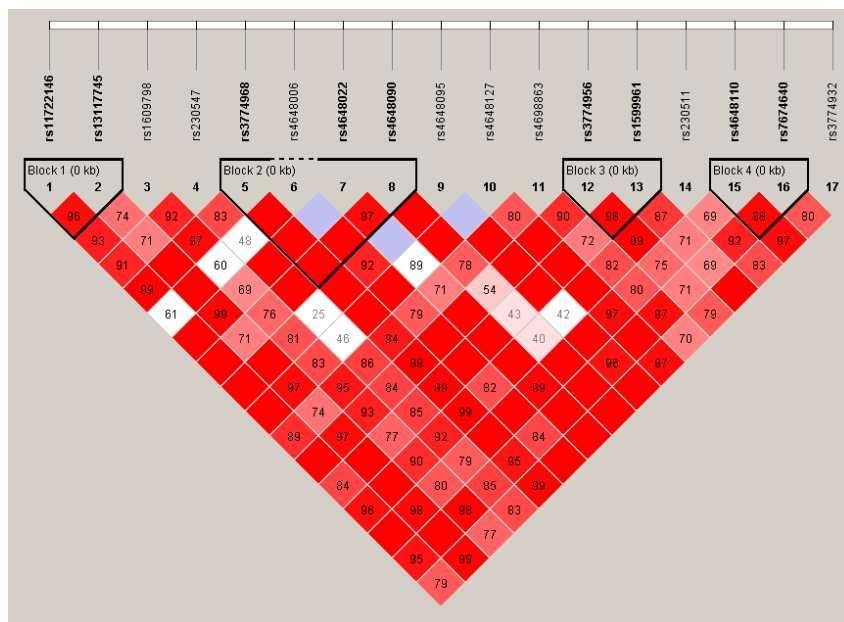 rs11722146
rs13117745
rs1609798
rs230547
rs3774968
rs4648006
rs4648022
rs4648090
rs4648095
rs4648127
rs4698863
rs3774956
rs1599961
rs230511
rs4648110
rs7674640
rs3774932
Block 1 (0 kb) Block 2 (0 kb) Block 3 (0 kb) Block 4 (0 kb)
1 2 3 4 5 6 7 8 9 10 11 12 13 14 15 16 17
96 74 92 83 97 80 90 98 87 69 98 80
93 71 97 48 72 99 71 92 97
91 60 92 89 78 82 75 69 83
99 69 71 54 80 71
61 99 76 25 79 43 42 97 97 79
71 81 46 94 40 70
83 86 99 96 97
97 95 84 99 82 99
74 93 85 99
89 97 77 92 84
90 79 95
84 80 85 99
96 98 98 83
77
95 99
79